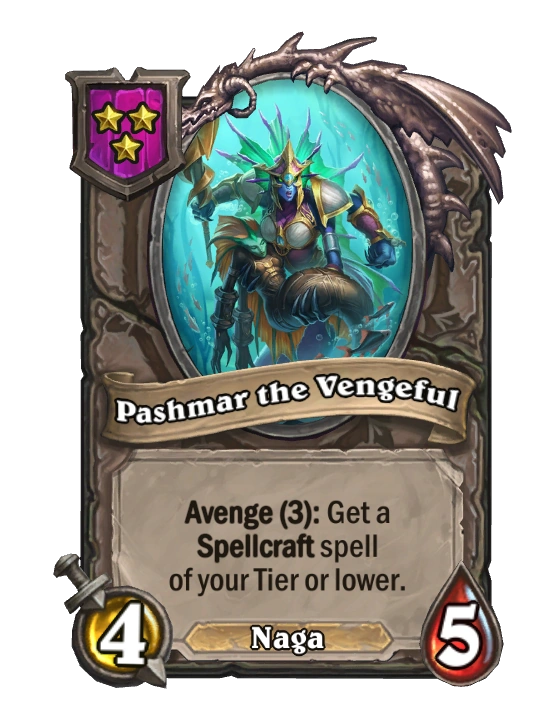 Pashmar the Vengeful
Avenge (3): Get a
Spellcraft spell
of your Tier or lower.
4
Naga
5